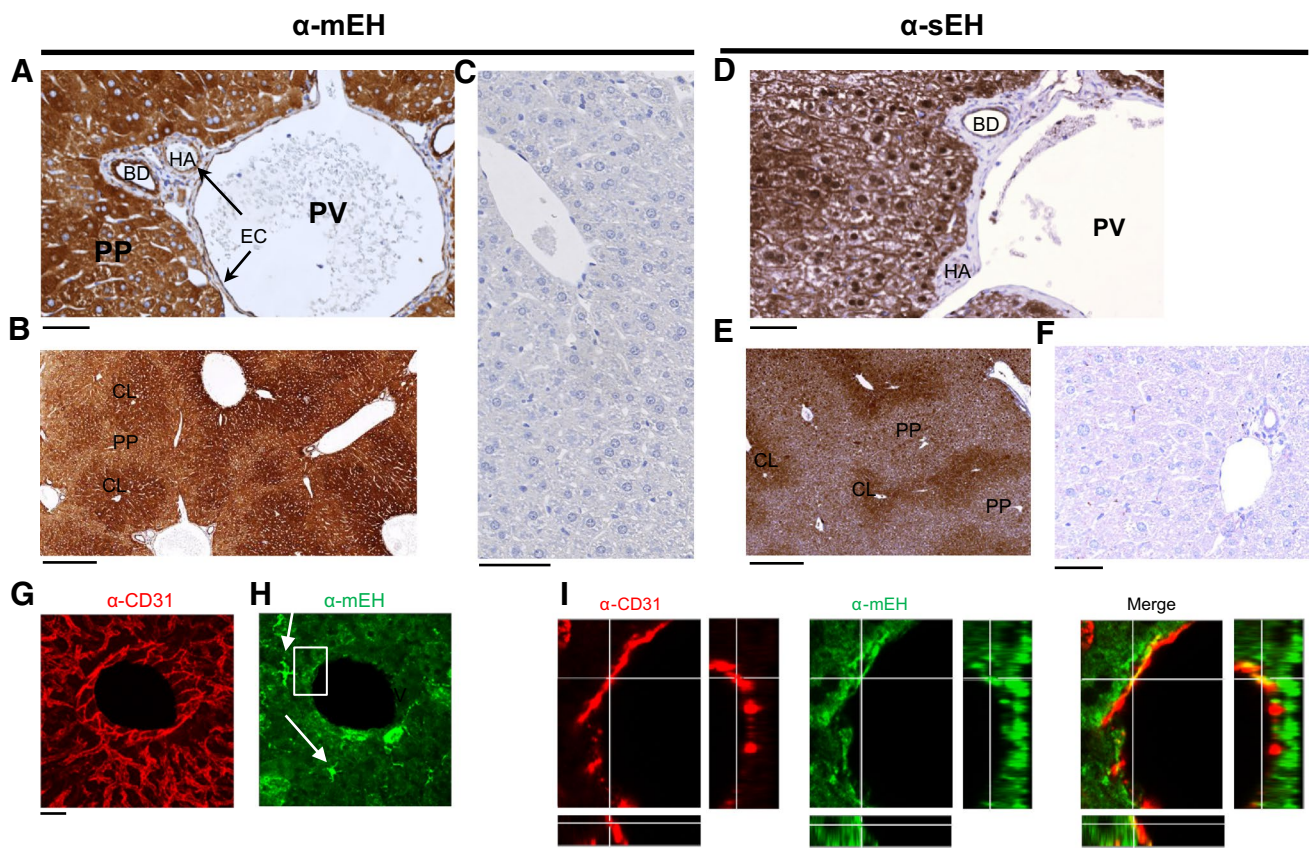 α-mEH
α-sEH
A
HA
BD
PV
EC
PP
B
CL
PP
CL
C
D
BD
PV
HA
E
PP
CL
CL
PP
F
G
α-CD31
H
α-mEH
I
α-CD31
α-mEH
Merge